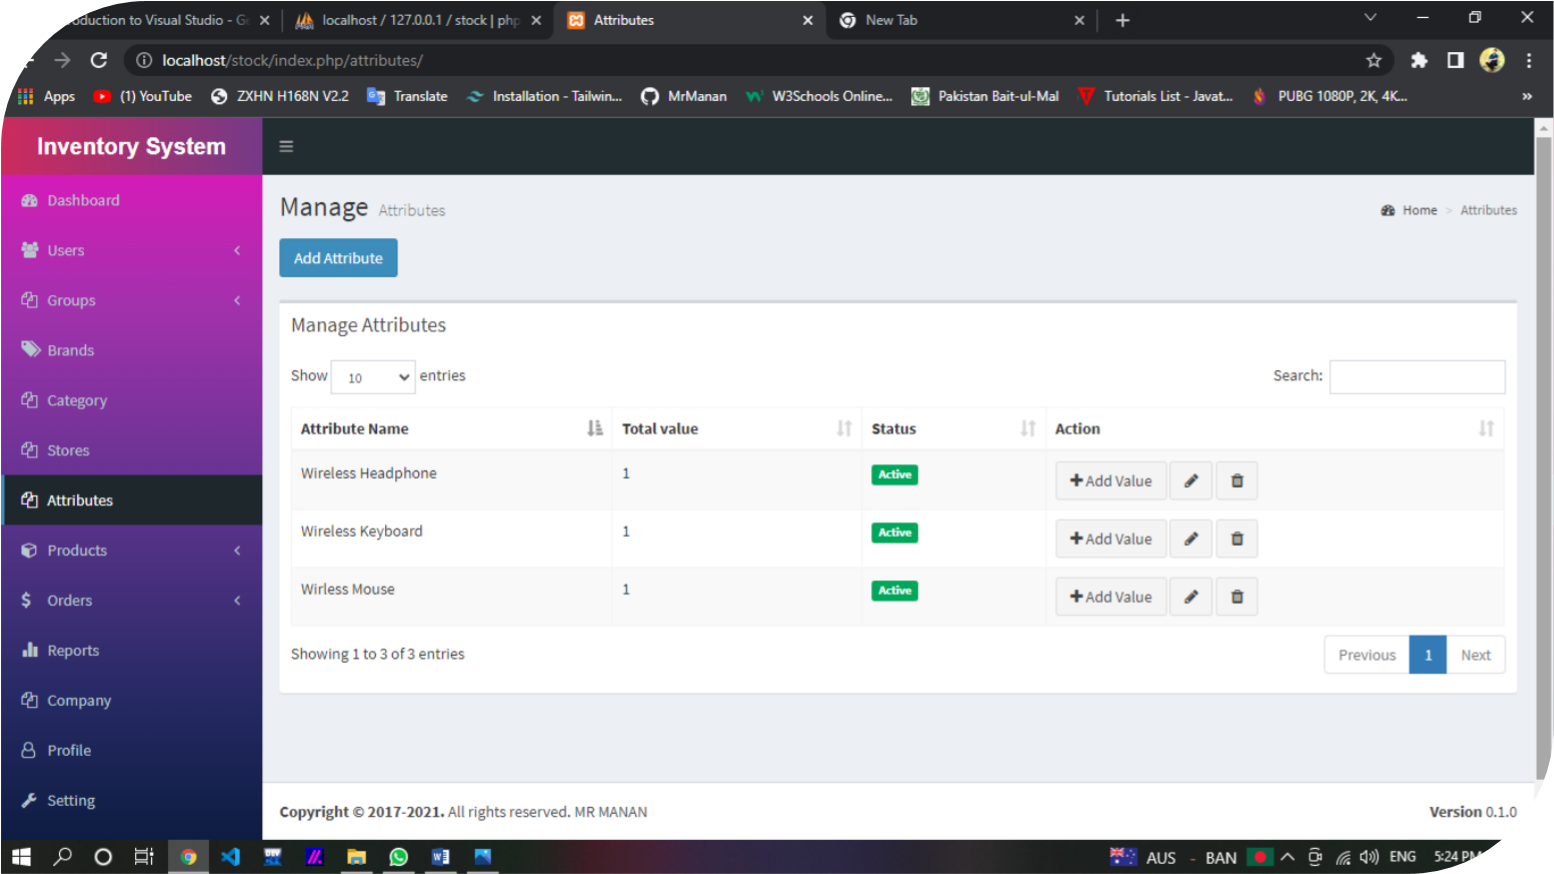 oduction to Visual Studio - Go
localhost / 127.0.0.1 / stock | php
Attributes
New Tab
localhost/stock/index.php/attributes/
Apps
(1) YouTube
ZXHN H168N V2.2
Translate
Installation - Tailwin...
MrManan
W3Schools Online...
Pakistan Bait-ul-Mal
Tutorials List - Javat...
PUBG 1080P, 2K, 4K...
»
Inventory System
Dashboard
Users
Groups
Brands
Category
Stores
Attributes
Products
Orders
Reports
Company
Profile
Setting
Manage Attributes
Home > Attributes
Add Attribute
Manage Attributes
Show 10 entries
Search:
Attribute Name Total value Status Action
Wireless Headphone 1 Active Add Value
Wireless Keyboard 1 Active Add Value
Wirless Mouse 1 Active Add Value
Showing 1 to 3 of 3 entries
Previous 1 Next
Copyright © 2017-2021. All rights reserved. MR MANAN
Version 0.1.0
AUS - BAN
ENG
5:24 PM